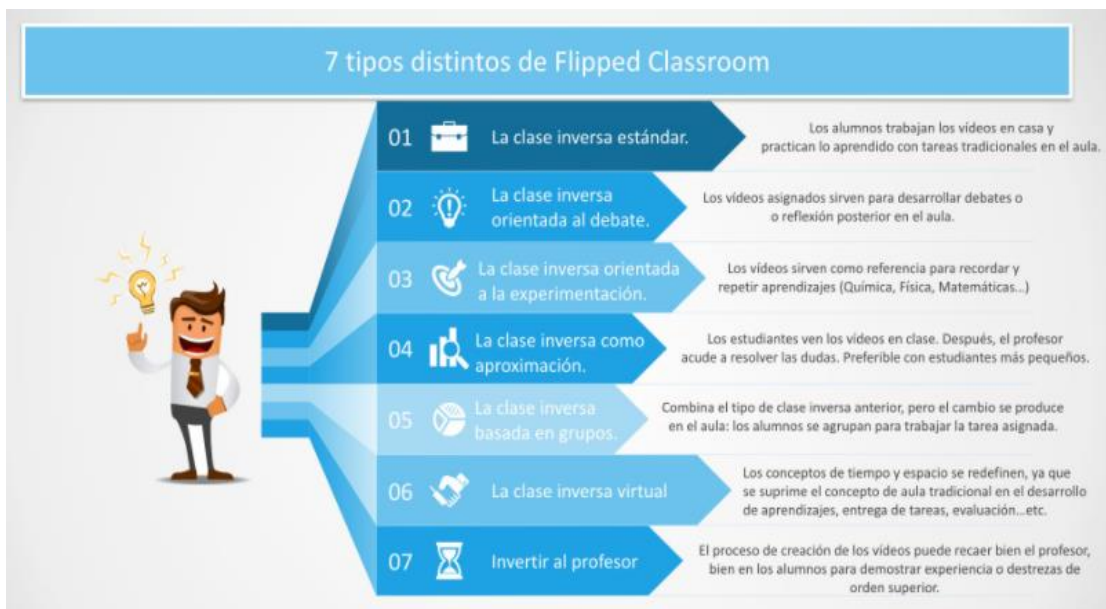 7 tipos distintos de Flipped Classroom
01
La clase inversa estándar.
Los alumnos trabajan los vídeos en casa y
practican lo aprendido con tareas tradicionales en el aula.
02
La clase inversa
orientada al debate.
Los vídeos asignados sirven para desarrollar debates o
o reflexión posterior en el aula.
03
La clase inversa orientada
a la experimentación.
Los vídeos sirven como referencia para recordar y
repetir aprendizajes (Química, Física, Matemáticas...)
04
La clase inversa como
aproximación.
Los estudiantes ven los vídeos en clase. Después, el profesor
acude a resolver las dudas. Preferible con estudiantes más pequeños.
05
La clase inversa
basada en grupos.
Combina el tipo de clase inversa anterior, pero el cambio se produce
en el aula: los alumnos se agrupan para trabajar la tarea asignada.
06
La clase inversa virtual
Los conceptos de tiempo y espacio se redefinen, ya que
se suprime el concepto de aula tradicional en el desarrollo
de aprendizajes, entrega de tareas, evaluación...etc.
07
Invertir al profesor
El proceso de creación de los vídeos puede recaer bien el profesor,
bien en los alumnos para demostrar experiencia o destrezas de
orden superior.